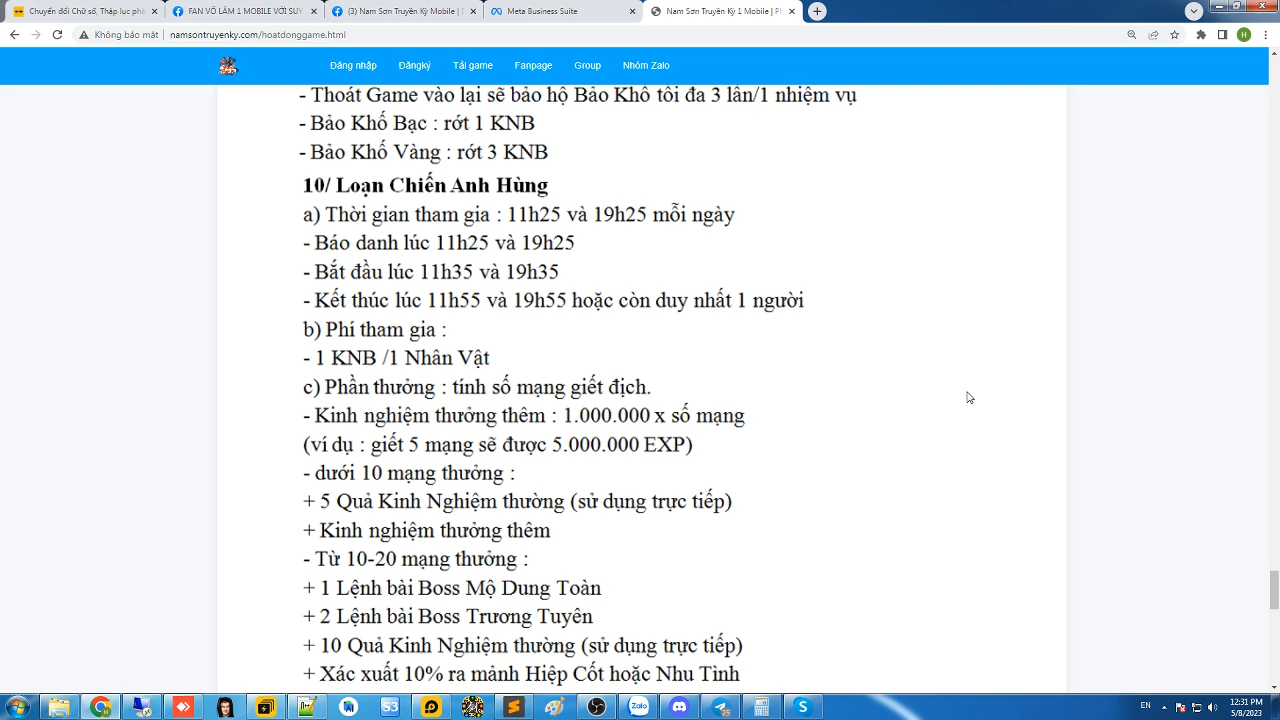 Chuyển đổi Chữ số, Thập lục phâ
FAN VÕ LÂM 1 MOBILE VỚI SUY
(3) Nam Sơn Truyền Kỳ Mobile | 
Meta Business Suite
Nam Sơn Truyền Kỳ 1 Mobile | Ph
Không bảo mật | namsontruyenky.com/hoatdonggame.html
H
Đăng nhập Đăngký Tải game Fanpage Group Nhóm Zalo
- Thoát Game vào lại sẽ bảo hộ Bảo Khố tối đa 3 lần/1 nhiệm vụ
- Bảo Khố Bạc : rớt 1 KNB
- Bảo Khố Vàng : rớt 3 KNB
10/ Loạn Chiến Anh Hùng
a) Thời gian tham gia : 11h25 và 19h25 mỗi ngày
- Báo danh lúc 11h25 và 19h25
- Bắt đầu lúc 11h35 và 19h35
- Kết thúc lúc 11h55 và 19h55 hoặc còn duy nhất 1 người
b) Phí tham gia :
- 1 KNB /1 Nhân Vật
c) Phần thưởng : tính số mạng giết địch.
- Kinh nghiệm thưởng thêm : 1.000.000 x số mạng
(ví dụ : giết 5 mạng sẽ được 5.000.000 EXP)
- dưới 10 mạng thưởng :
+ 5 Quả Kinh Nghiệm thường (sử dụng trực tiếp)
+ Kinh nghiệm thưởng thêm
- Từ 10-20 mạng thưởng :
+ 1 Lệnh bài Boss Mộ Dung Toàn
+ 2 Lệnh bài Boss Trương Tuyên
+ 10 Quả Kinh Nghiệm thường (sử dụng trực tiếp)
+ Xác xuất 10% ra mảnh Hiệp Cốt hoặc Nhu Tình
S3
Zalo
25
EN
12:31 PM
5/8/2023